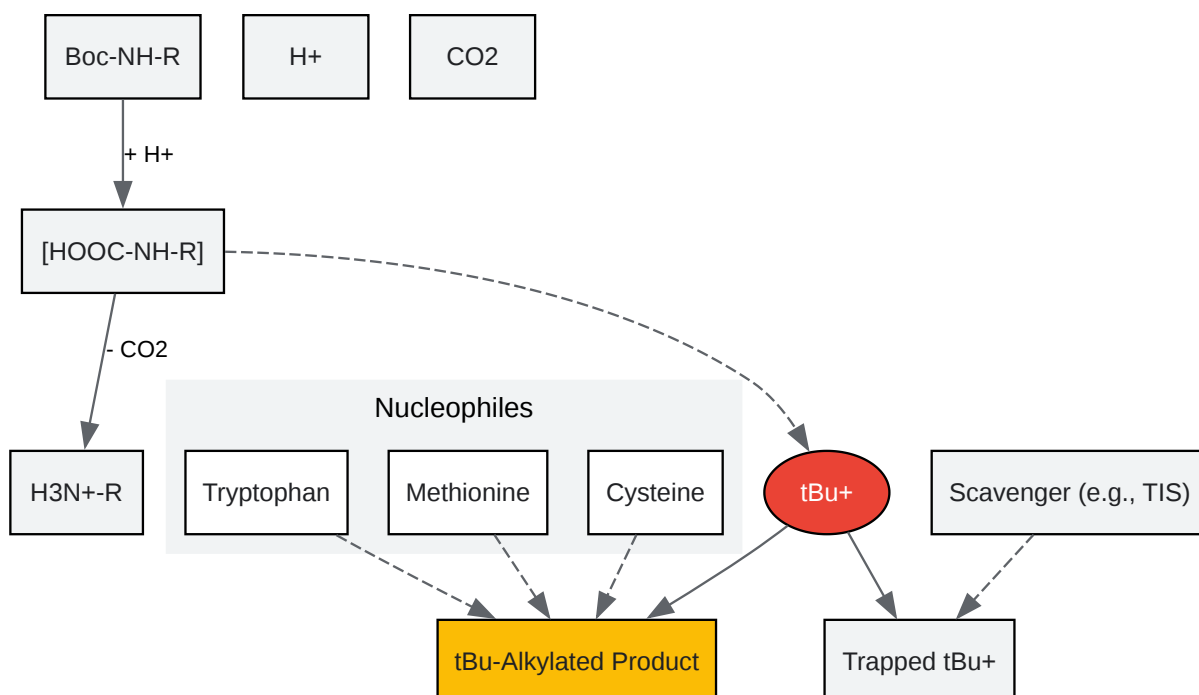 Boc-NH-R
H+
CO2
+ H+
[HOOC-NH-R]
- CO2
Nucleophiles
H3N+-R
Tryptophan
Methionine
Cysteine
tBu+
Scavenger (e.g., TIS)
tBu-Alkylated Product
Trapped tBu+